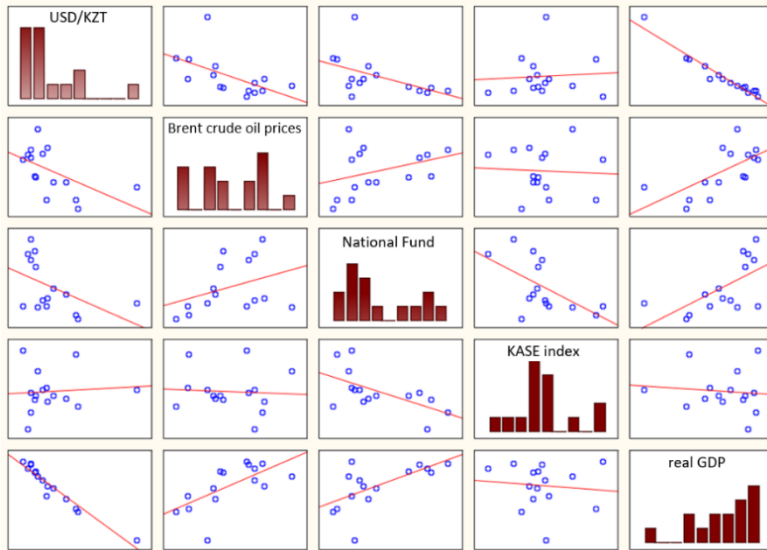 USD/KZT
Brent crude oil prices
National Fund
KASE index
real GDP